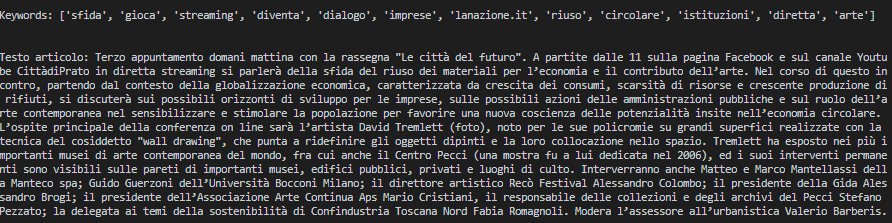 Keywords: ['sfida', 'gioca', 'streaming', 'diventa', 'dialogo', 'imprese', 'lanazione.it', 'riuso', 'circolare', 'istituzioni', 'diretta', 'arte']
Testo articolo: Terzo appuntamento domani mattina con la rassegna "Le città del futuro". A partite dalle 11 sulla pagina Facebook e sul canale Youtu
be CittàdiPrato in diretta streaming si parlerà della sfida del riuso dei materiali per l’economia e il contributo dell’arte. Nel corso di questo in
contro, partendo dal contesto della globalizzazione economica, caratterizzata da crescita dei consumi, scarsità di risorse e crescente produzione di
rifiuti, si discuterà sui possibili orizzonti di sviluppo per le imprese, sulle possibili azioni delle amministrazioni pubbliche e sul ruolo dell’a
rte contemporanea nel sensibilizzare e stimolare la popolazione per favorire una nuova coscienza delle potenzialità insite nell’economia circolare.
L’ospite principale della conferenza on line sarà l’artista David Tremlett (foto), noto per le sue policromie su grandi superfici realizzate con la
tecnica del cosiddetto "wall drawing", che punta a ridefinire gli oggetti dipinti e la loro collocazione nello spazio. Tremlett ha esposto nei più i
mportanti musei di arte contemporanea del mondo, fra cui anche il Centro Pecci (una mostra fu a lui dedicata nel 2006), ed i suoi interventi permane
nti sono visibili sulle pareti di importanti musei, edifici pubblici, privati e luoghi di culto. Interverranno anche Matteo e Marco Mantellassi dell
a Manteco spa; Guido Guerzoni dell’Università Bocconi Milano; il direttore artistico Recò Festival Alessandro Colombo; il presidente della Gida Ales
sandro Brogi; il presidente dell’Associazione Arte Continua Aps Mario Cristiani, il responsabile delle collezioni e degli archivi del Pecci Stefano
Pezzato; la delegata ai temi della sostenibilità di Confindustria Toscana Nord Fabia Romagnoli. Modera l’assessore all’urbanistica Valerio Barberis.